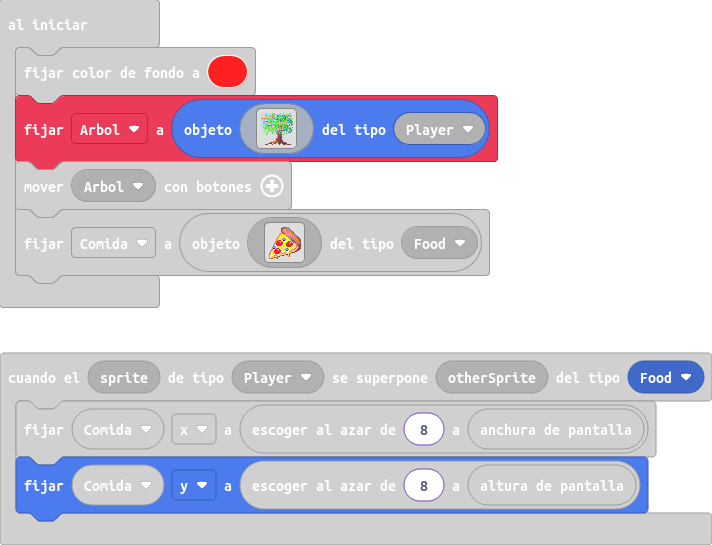 al iniciar
fijar color de fondo a
fijar Arbol a objeto del tipo Player
mover Arbol con botones
fijar Comida a objeto del tipo Food
cuando el sprite de tipo Player se superpone otherSprite del tipo Food
fijar Comida x a escoger al azar de 8 a anchura de pantalla
fijar Comida y a escoger al azar de 8 a altura de pantalla